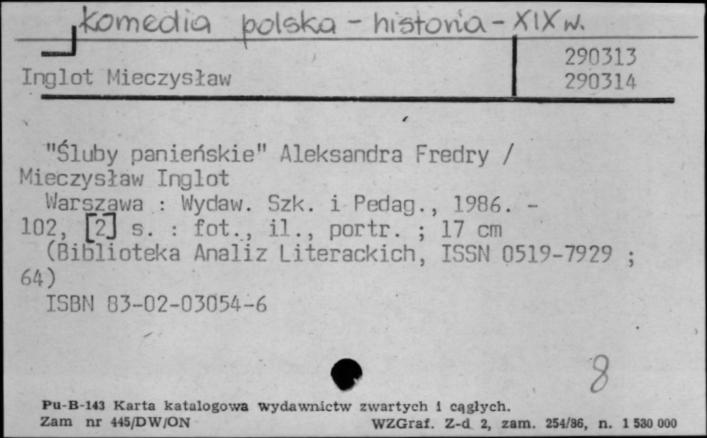 komedia polska - historia - XIX w.
290313
Inglot Mieczysław
290314
"Śluby panieńskie" Aleksandra Fredry /
Mieczysław Inglot
Warszawa : Wydaw. Szk. i Pedag., 1986. -
102, [2] s. : fot., il., portr. ; 17 cm
(Biblioteka Analiz Literackich, ISSN 0519-7929 ;
64)
ISBN 83-02-03054-6
8
Pu-B-143 Karta katalogowa wydawnictw zwartych i ciągłych.
Zam nr 445/DW/ON WZGraf. Z-d 2, zam. 254/86, n. 1 530 000